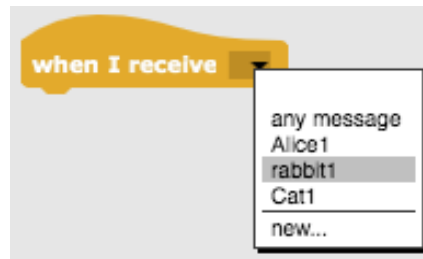 when I receive
any message
Alice1
rabbit1
Cat1
new...